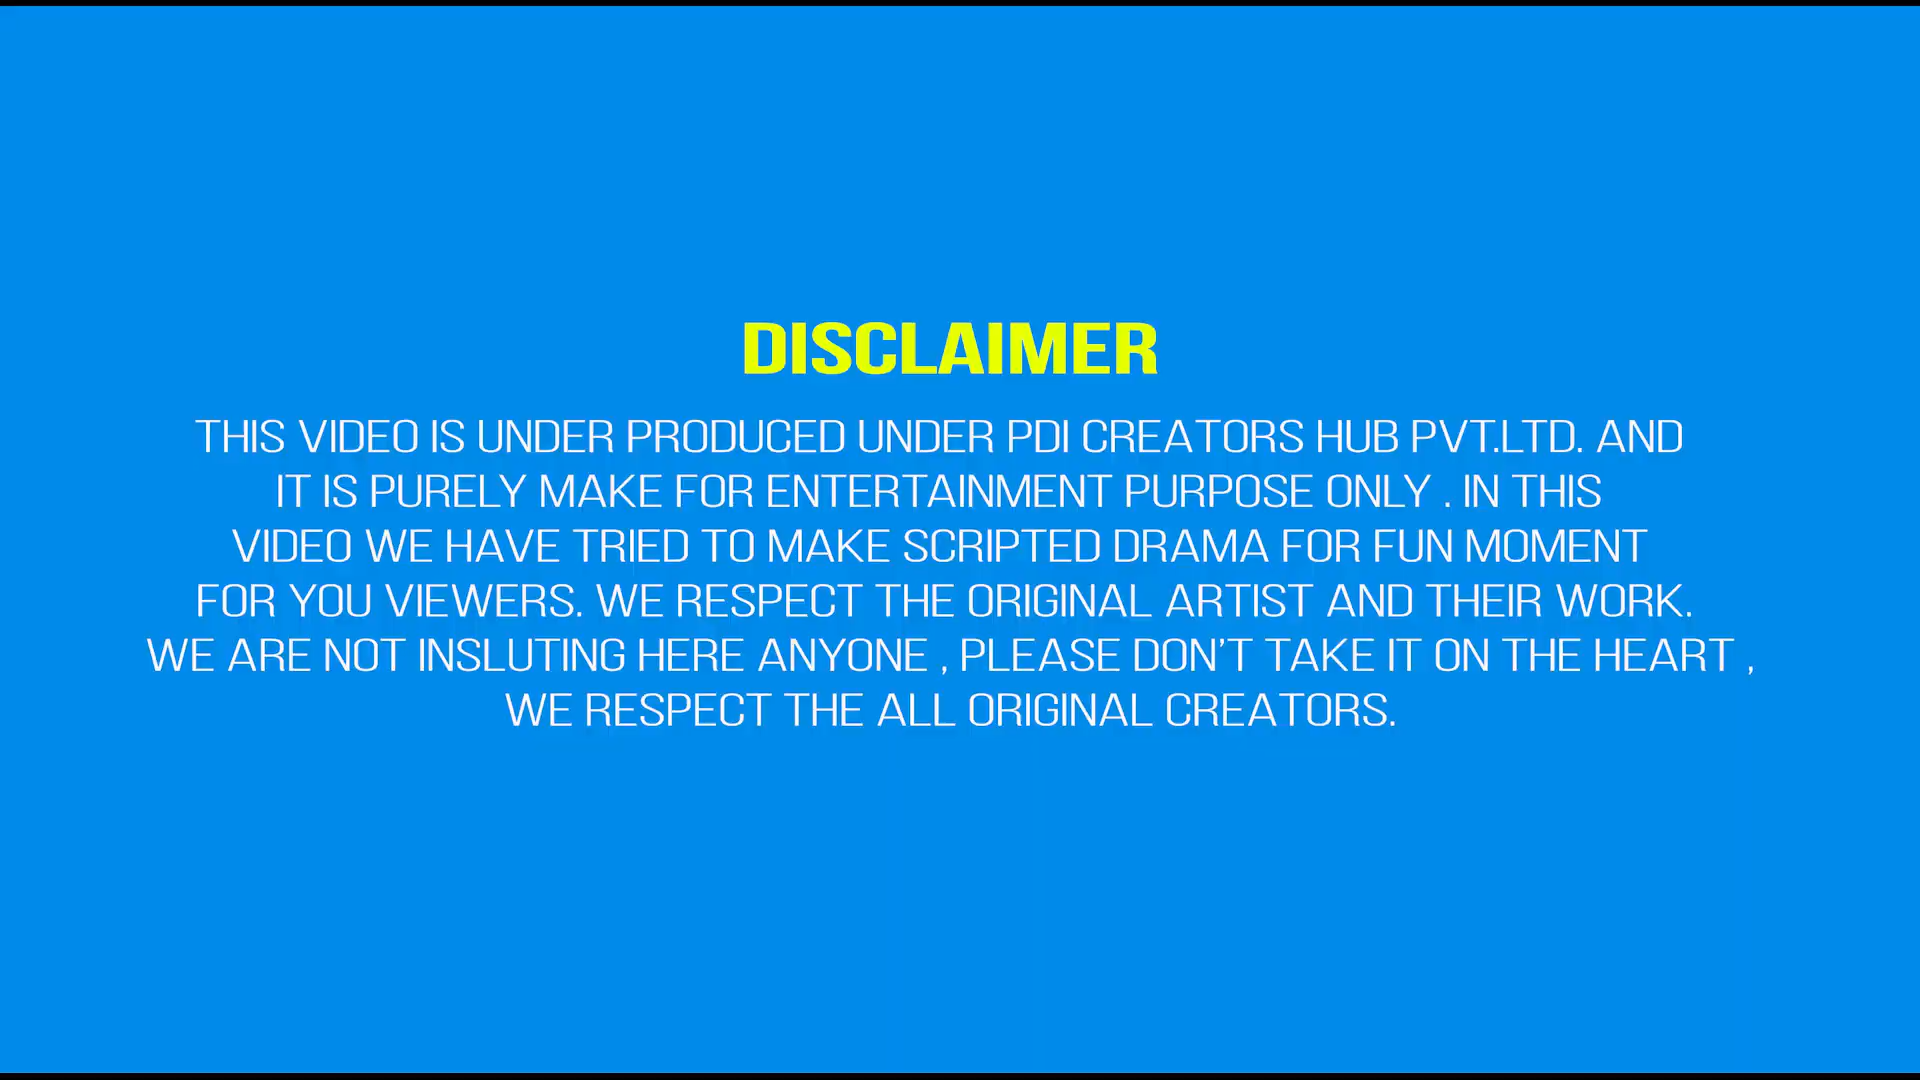 DISCLAIMER
THIS VIDEO IS UNDER PRODUCED UNDER PDI CREATORS HUB PVT.LTD. AND
IT IS PURELY MAKE FOR ENTERTAINMENT PURPOSE ONLY . IN THIS
VIDEO WE HAVE TRIED TO MAKE SCRIPTED DRAMA FOR FUN MOMENT
FOR YOU VIEWERS. WE RESPECT THE ORIGINAL ARTIST AND THEIR WORK.
WE ARE NOT INSLUTING HERE ANYONE , PLEASE DON’T TAKE IT ON THE HEART ,
WE RESPECT THE ALL ORIGINAL CREATORS.